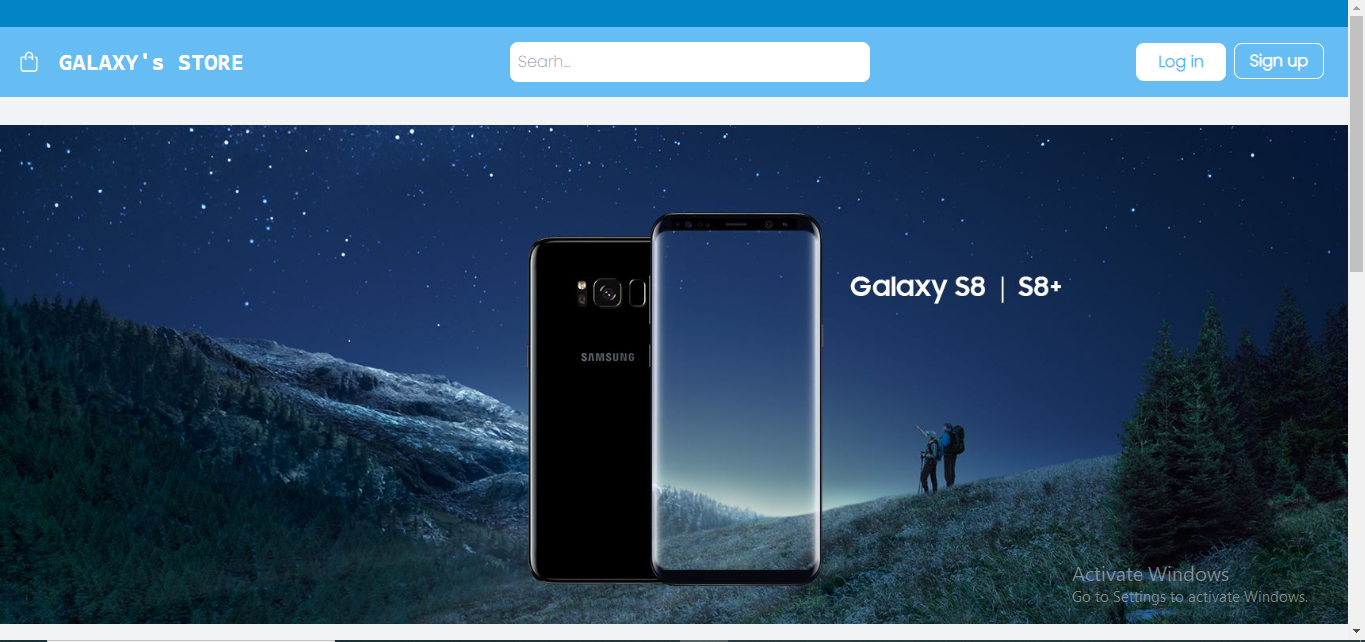 GALAXY's STORE
Searh...
Log in
Sign up
Galaxy S8 | S8+
SAMSUNG
Activate Windows
Go to Settings to activate Windows.